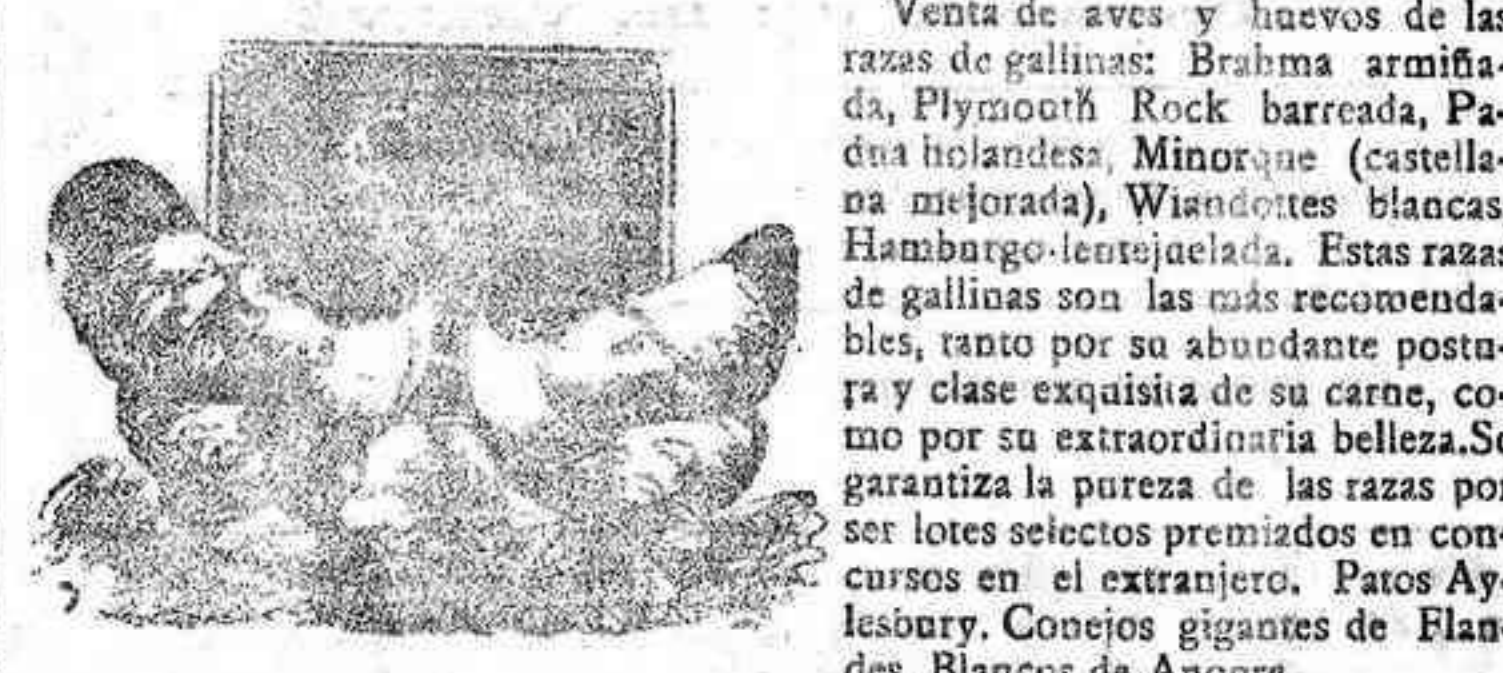 Venta de aves y huevos de las
razas de gallinas: Brahma armiña-
da, Plymouth Rock barreada, Pa-
dua holandesa, Minorque (castella-
na mejorada), Wiandottes blancas
Hamburgo-lentejuelada. Estas razas
de gallinas son las más recomenda-
bles, tanto por su abundante postu-
ra y clase exquisita de su carne, co-
mo por su extraordinaria belleza. Se
garantiza la pureza de las razas por
ser lotes selectos premiados en con-
cursos en el extranjero. Patos Ay-
lesbury. Conejos gigantes de Flan-
des Blancos de Angora